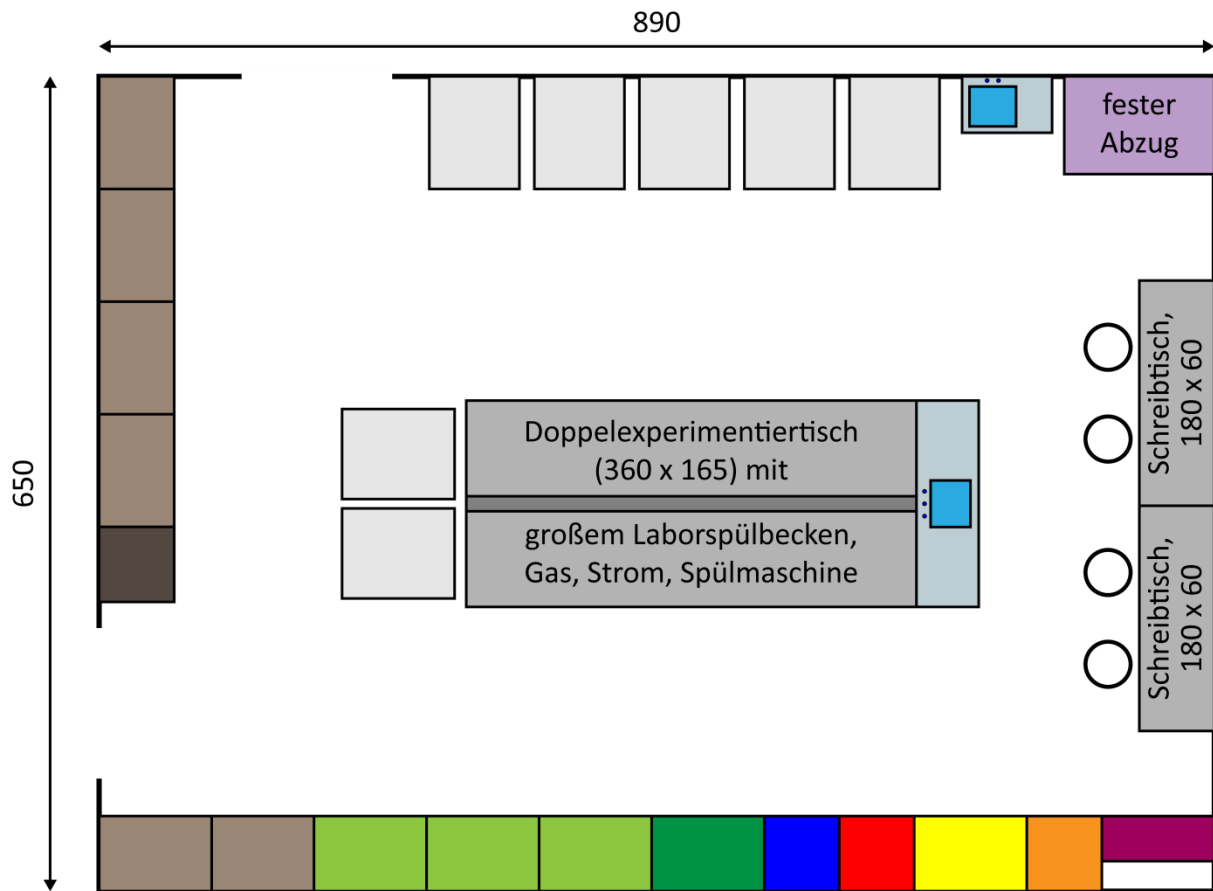 890
fester
Abzug
650
Doppelexperimentiertisch
(360 x 165) mit
großem Laborspülbecken,
Gas, Strom, Spülmaschine
Schreibtisch,
180 x 60
Schreibtisch,
180 x 60